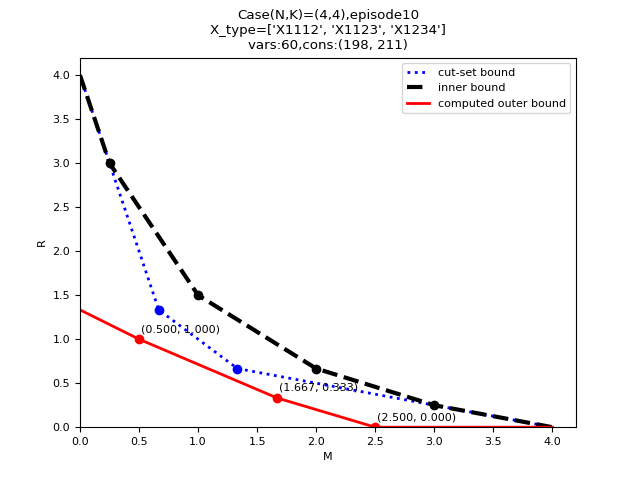 Case(N,K)=(4,4),episode10
X_type=['X1112', 'X1123', 'X1234']
vars:60,cons:(198, 211)
cut-set bound
inner bound
computed outer bound
R
4.0
3.5
3.0
2.5
2.0
1.5
1.0
0.5
0.0
(0.500, 1.000)
(1.667, 0.333)
(2.500, 0.000)
0.0 0.5 1.0 1.5 2.0 2.5 3.0 3.5 4.0
M